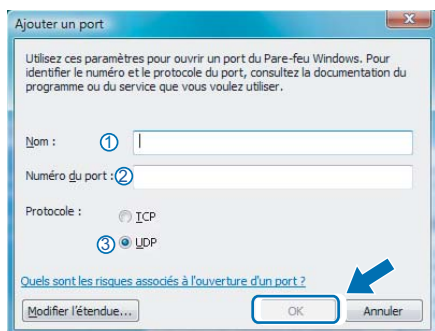 Ajouter un port
Utilisez ces paramètres pour ouvrir un port du Pare-feu Windows. Pour
identifier le numéro et le protocole du port, consultez la documentation du
programme ou du service que vous voulez utiliser.
Nom : ①
Numéro du port : ②
Protocole : TCP
③ UDP
Quels sont les risques associés à l'ouverture d'un port ?
Modifier l'étendue... OK Annuler